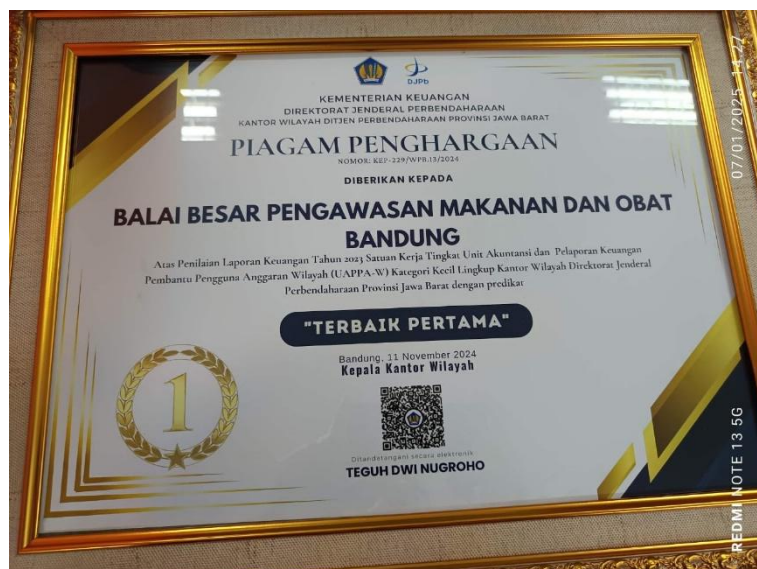 DJPb
KEMENTERIAN KEUANGAN
DIREKTORAT JENDERAL PERBENDAHARAAN
KANTOR WILAYAH DITJEN PERBENDAHARAAN PROVINSI JAWA BARAT
PIAGAM PENGHARGAAN
NOMOR: KEP-229/WPB.13/2024
DIBERIKAN KEPADA
BALAI BESAR PENGAWASAN MAKANAN DAN OBAT
BANDUNG
Atas Penilaian Laporan Keuangan Tahun 2023 Satuan Kerja Tingkat Unit Akuntansi dan Pelaporan Keuangan
Pembantu Pengguna Anggaran Wilayah (UAPPA-W) Kategori Kecil Lingkup Kantor Wilayah Direktorat Jenderal
Perbendaharaan Provinsi Jawa Barat dengan predikat
"TERBAIK PERTAMA"
Bandung, 11 November 2024
Kepala Kantor Wilayah
1
Ditandatangani secara elektronik
TEGUH DWI NUGROHO
07/01/2025 14:27
REDMI NOTE 13 5G